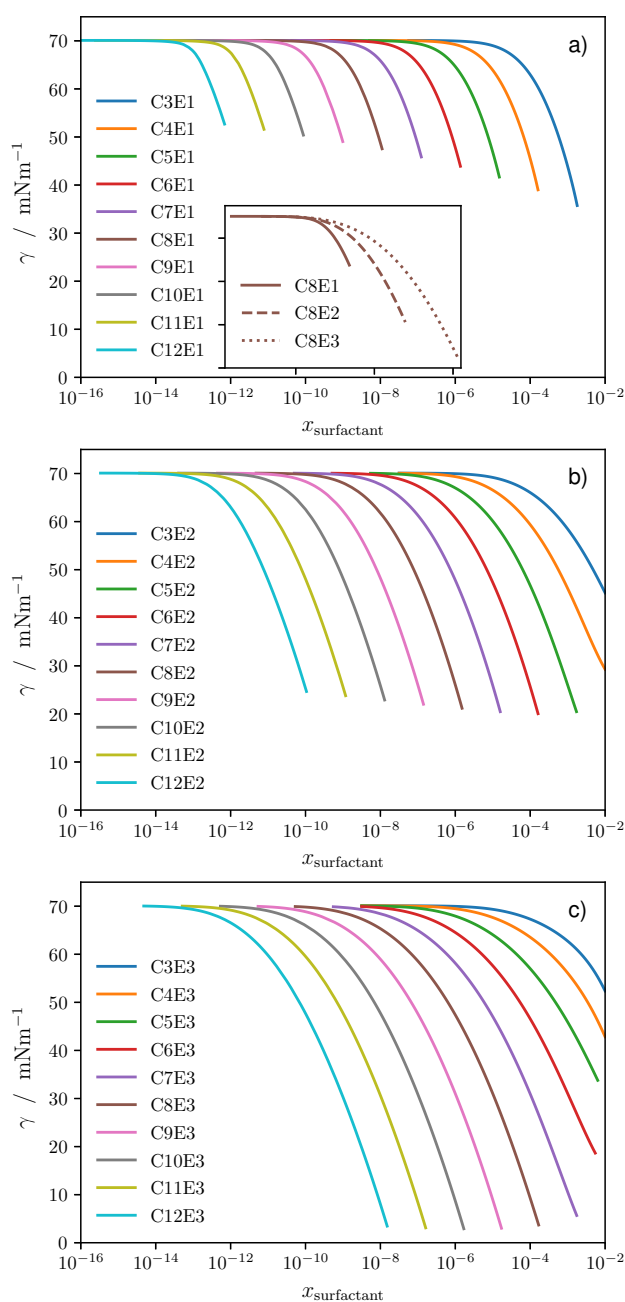 a)
γ / mNm⁻¹
70
60
50
40
30
20
10
0
C3E1
C4E1
C5E1
C6E1
C7E1
C8E1
C9E1
C10E1
C11E1
C12E1
C8E1
C8E2
C8E3
10⁻¹⁶ 10⁻¹⁴ 10⁻¹² 10⁻¹⁰ 10⁻⁸ 10⁻⁶ 10⁻⁴ 10⁻²
x_surfactant
b)
γ / mNm⁻¹
70
60
50
40
30
20
10
0
C3E2
C4E2
C5E2
C6E2
C7E2
C8E2
C9E2
C10E2
C11E2
C12E2
10⁻¹⁶ 10⁻¹⁴ 10⁻¹² 10⁻¹⁰ 10⁻⁸ 10⁻⁶ 10⁻⁴ 10⁻²
x_surfactant
c)
γ / mNm⁻¹
70
60
50
40
30
20
10
0
C3E3
C4E3
C5E3
C6E3
C7E3
C8E3
C9E3
C10E3
C11E3
C12E3
10⁻¹⁶ 10⁻¹⁴ 10⁻¹² 10⁻¹⁰ 10⁻⁸ 10⁻⁶ 10⁻⁴ 10⁻²
x_surfactant